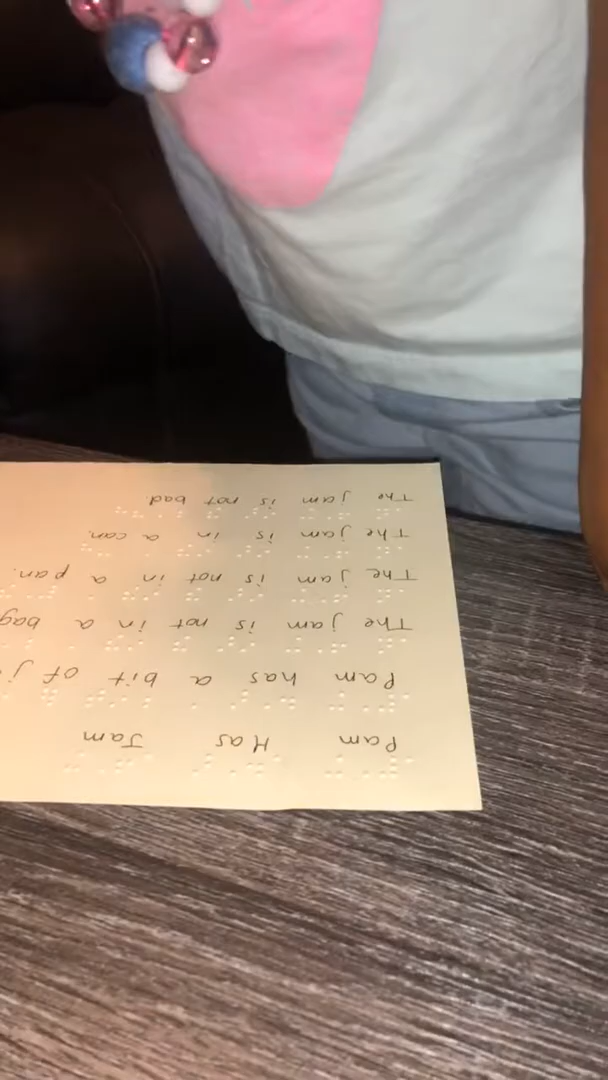 Pam Has Jam
Pam has a bit of j
The jam is not in a bag
The jam is not in a pan.
The jam is in a can.
The jam is not bad.